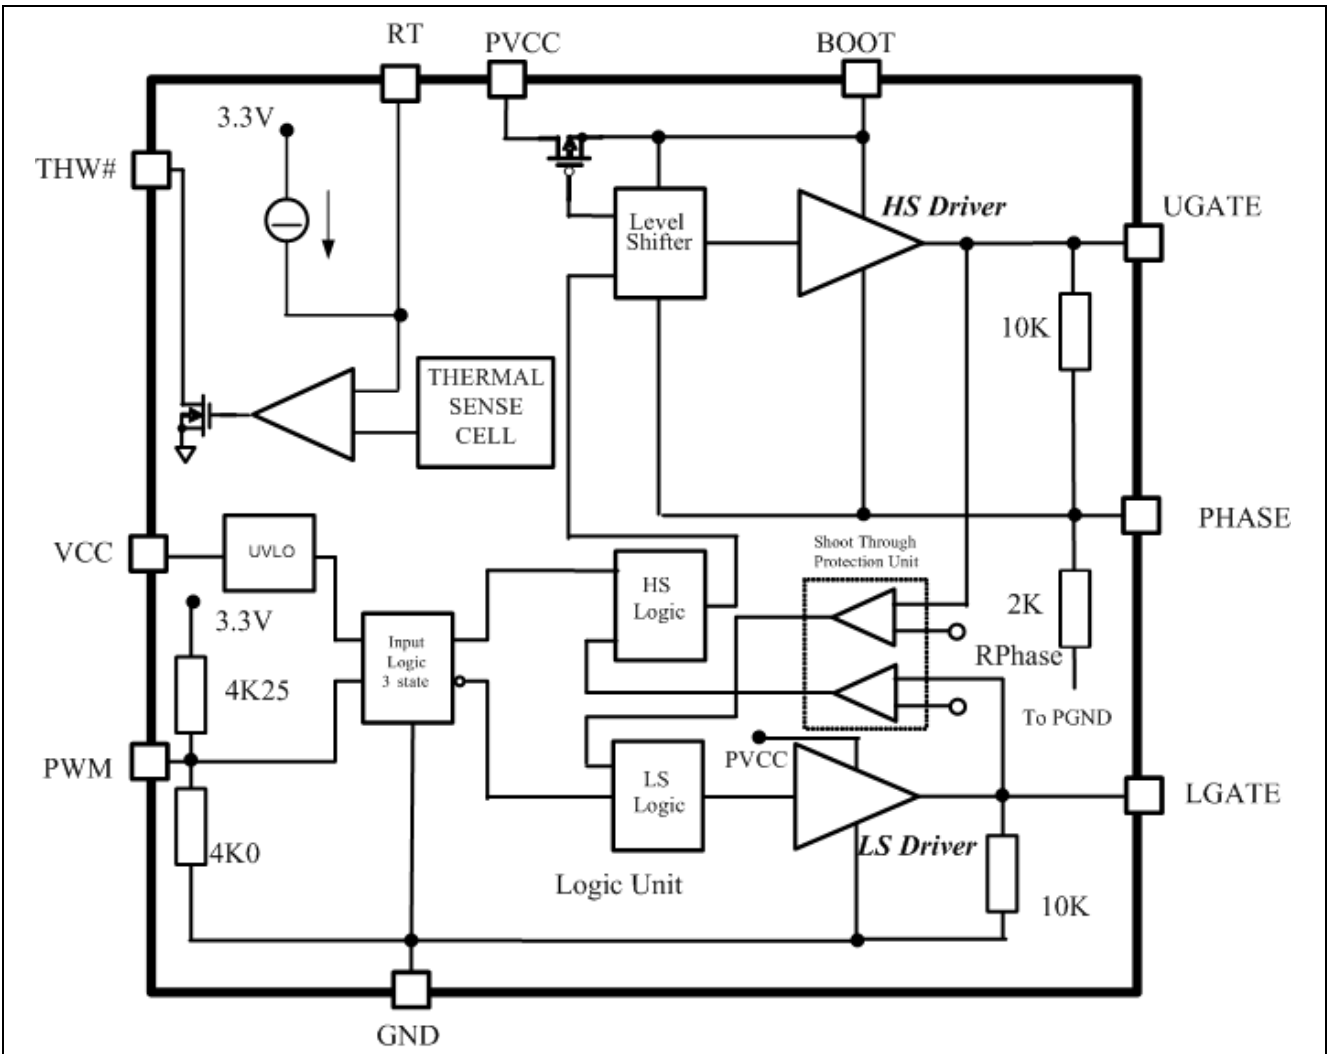 RT
PVCC
BOOT
3.3V
THW#
HS Driver
UGATE
Level
Shifter
10K
THERMAL
SENSE
CELL
PHASE
VCC
UVLO
Shoot Through
Protection Unit
HS
Logic
2K
3.3V
Input
Logic
3 state
RPhase
4K25
To PGND
PWM
PVCC
LS
Logic
LGATE
4K0
LS Driver
Logic Unit
10K
GND